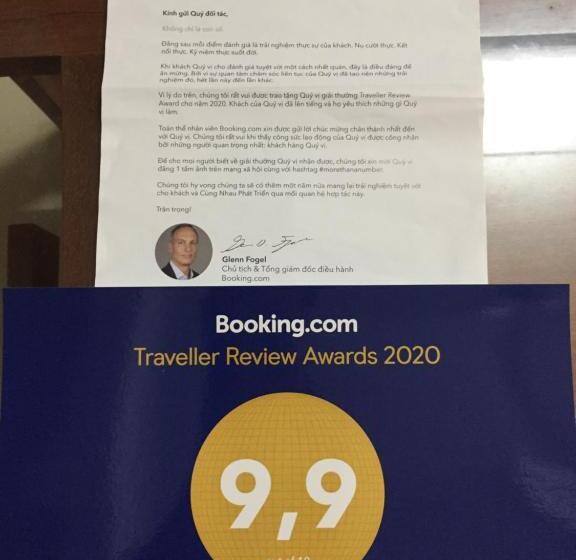 Kính gửi Quý đối tác,
Không chỉ là con số.
Đằng sau mỗi điểm đánh giá là trải nghiệm thực sự của khách. Nụ cười thực. Kết
nối thực. Kỷ niệm thực suốt đời.
Khi khách Quý vị cho đánh giá tuyệt vời một cách nhất quán, đây là điều đáng để
ăn mừng. Bởi vì sự quan tâm chăm sóc liên tục của Quý vị đã tạo nên những trải
nghiệm đó, hết lần này đến lần khác.
Vì lý do trên, chúng tôi rất vui được trao tặng Quý vị giải thưởng Traveller Review
Award cho năm 2020. Khách của Quý vị đã lên tiếng và họ yêu thích những gì Quý
vị làm.
Toàn thể nhân viên Booking.com xin được gửi lời chúc mừng chân thành nhất đến
với Quý vị. Chúng tôi rất vui khi thấy công sức lao động của Quý vị được công nhận
bởi những người quan trọng nhất: khách hàng Quý vị.
Để cho mọi người biết về giải thưởng Quý vị nhận được, chúng tôi xin mời Quý vị
đăng 1 tấm ảnh trên mạng xã hội cùng với hashtag #morethananumber.
Chúng tôi hy vọng chúng ta sẽ có thêm một năm nữa mang lại trải nghiệm tuyệt vời
cho khách và Cùng Nhau Phát Triển qua mối quan hệ hợp tác này.
Trân trọng!
Glenn Fogel
Chủ tịch & Tổng giám đốc điều hành
Booking.com
Booking.com
Traveller Review Awards 2020
9,9